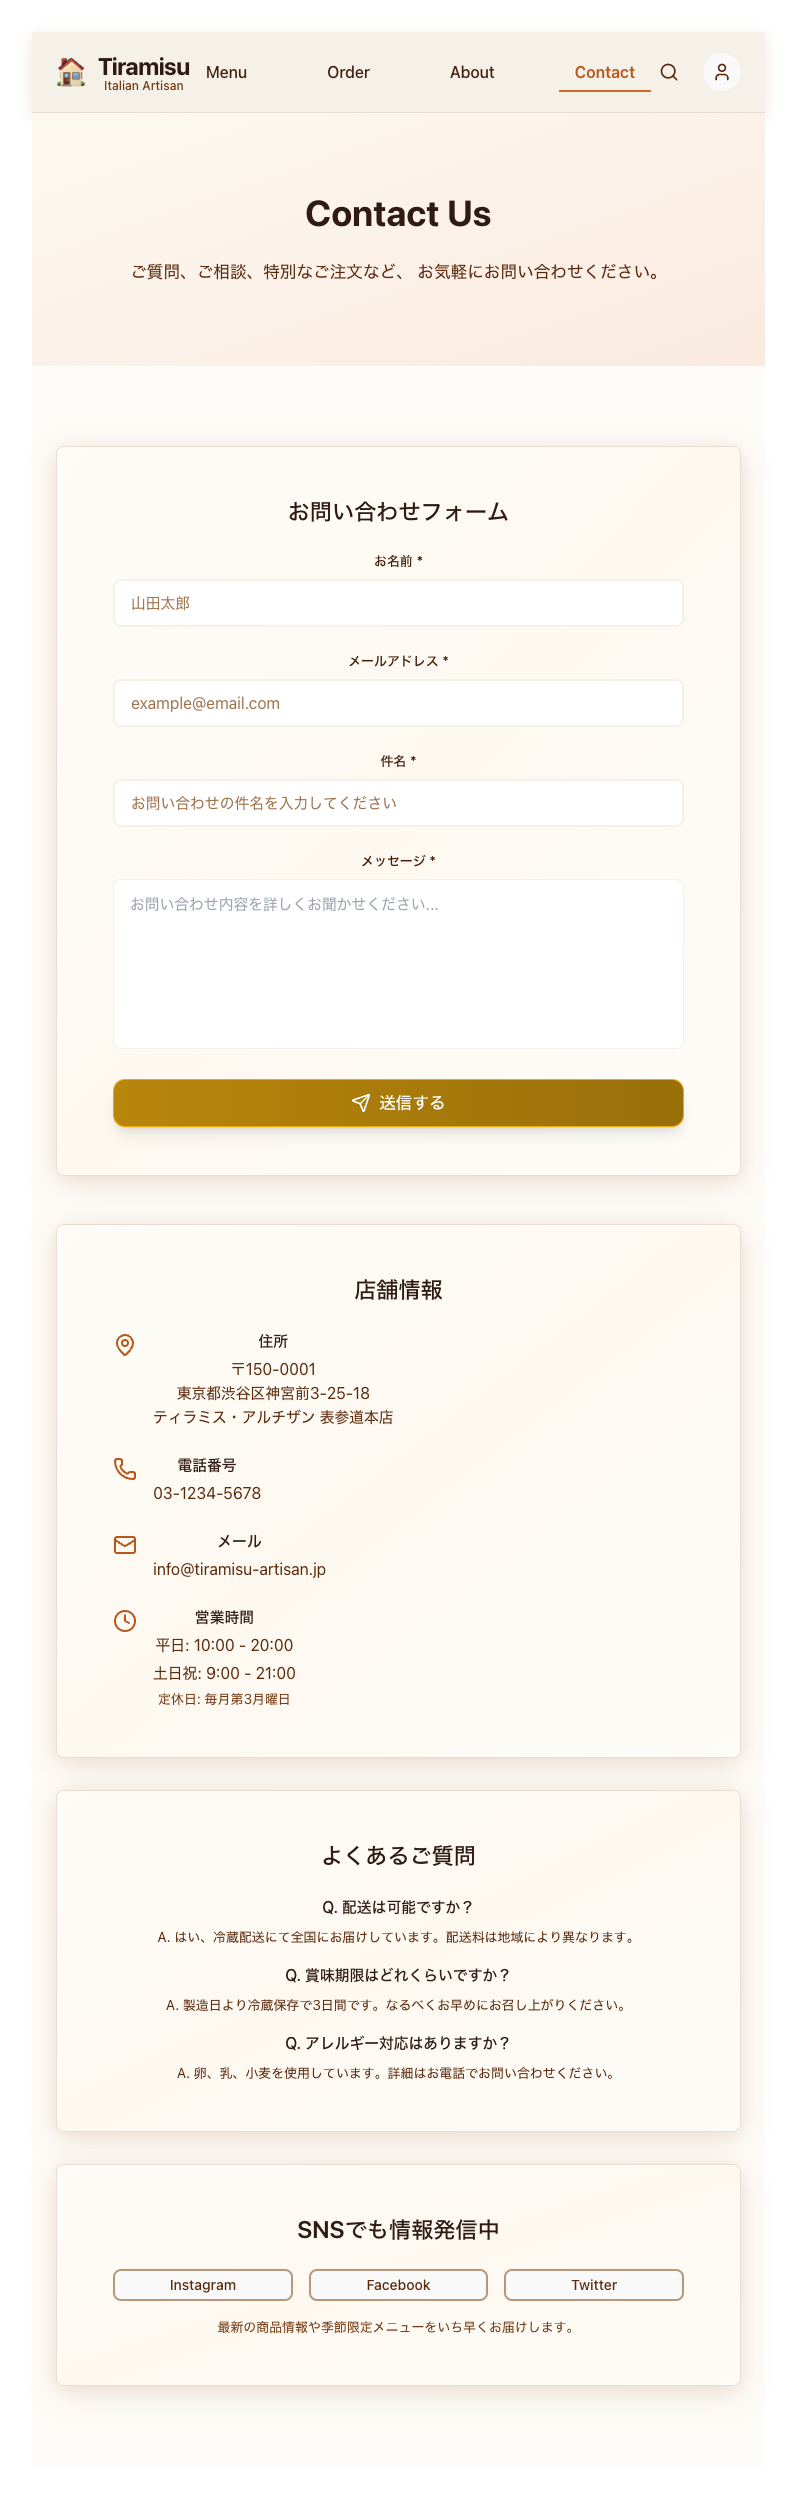 Tiramisu
Italian Artisan
Menu
Order
About
Contact
Contact Us
ご質問、ご相談、特別なご注文など、 お気軽にお問い合わせください。
お問い合わせフォーム
お名前 *
山田太郎
メールアドレス *
example@email.com
件名 *
お問い合わせの件名を入力してください
メッセージ *
お問い合わせ内容を詳しくお聞かせください...
送信する
店舗情報
住所
〒150-0001
東京都渋谷区神宮前3-25-18
ティラミス・アルチザン 表参道本店
電話番号
03-1234-5678
メール
info@tiramisu-artisan.jp
営業時間
平日: 10:00 - 20:00
土日祝: 9:00 - 21:00
定休日: 毎月第3月曜日
よくあるご質問
Q. 配送は可能ですか？
A. はい、冷蔵配送にて全国にお届けしています。配送料は地域により異なります。
Q. 賞味期限はどれくらいですか？
A. 製造日より冷蔵保存で3日間です。なるべくお早めにお召し上がりください。
Q. アレルギー対応はありますか？
A. 卵、乳、小麦を使用しています。詳細はお電話でお問い合わせください。
SNSでも情報発信中
Instagram
Facebook
Twitter
最新の商品情報や季節限定メニューをいち早くお届けします。